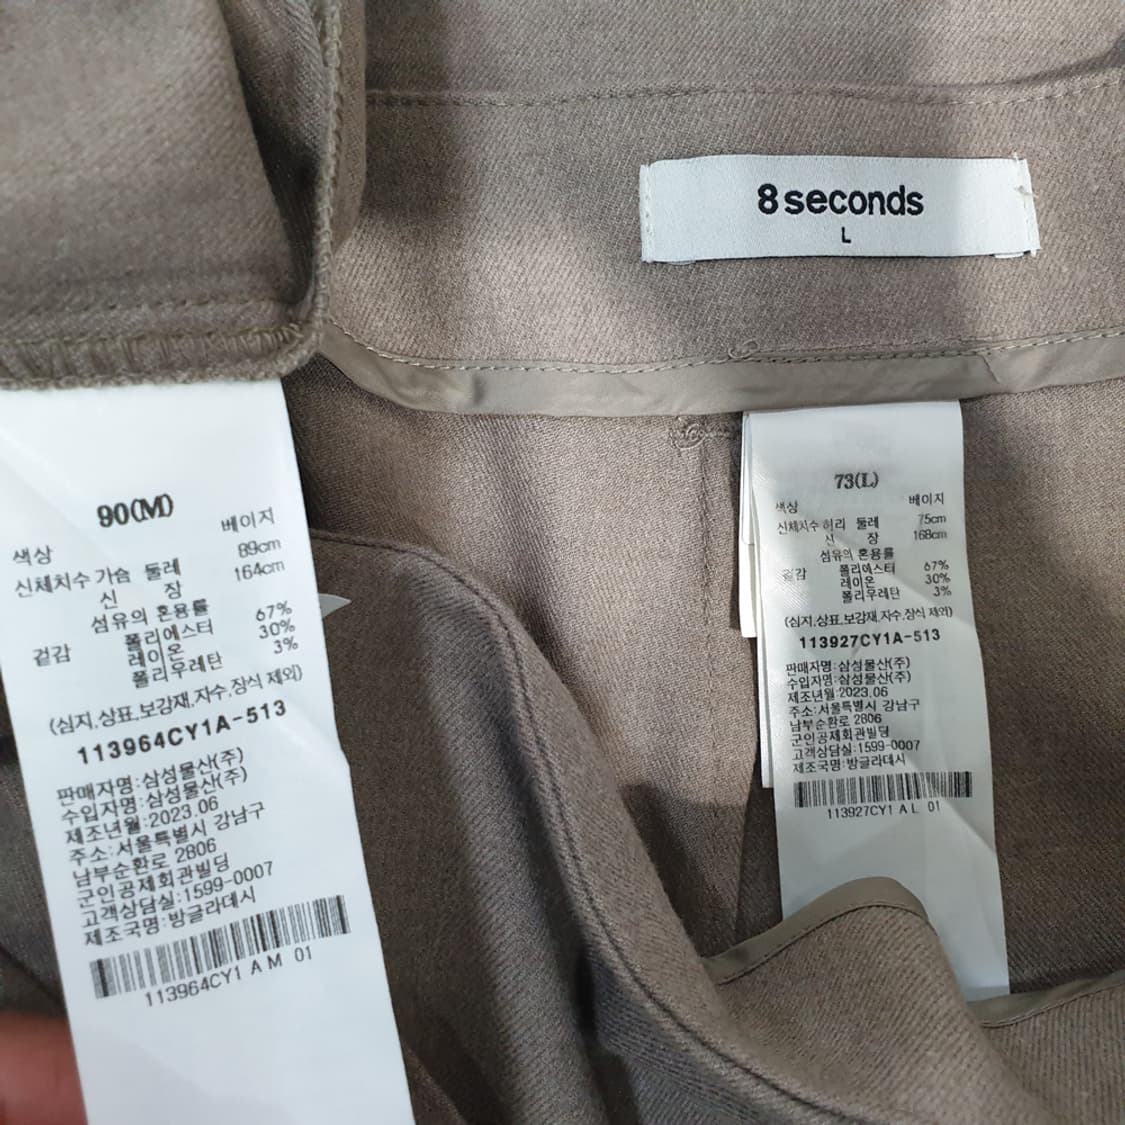 8 seconds
L
90(M)
색상 베이지
신체치수 가슴 둘레 89cm
신 장 164cm
섬유의 혼용률
겉감 폴리에스터 67%
레이온 30%
폴리우레탄 3%
(심지,상표,보강재,자수,장식 제외)
113964CY1A-513
판매자명:삼성물산(주)
수입자명:삼성물산(주)
제조년월:2023.06
주소:서울특별시 강남구
남부순환로 2806
군인공제회관빌딩
고객상담실:1599-0007
제조국명:방글라데시
113964CY1 A M 01
73(L)
색상 베이지
신체치수 허리 둘레 75cm
신 장 168cm
섬유의 혼용률
겉감 폴리에스터 67%
레이온 30%
폴리우레탄 3%
(심지,상표,보강재,자수,장식 제외)
113927CY1A-513
판매자명:삼성물산(주)
수입자명:삼성물산(주)
제조년월:2023.06
주소:서울특별시 강남구
남부순환로 2806
군인공제회관빌딩
고객상담실:1599-0007
제조국명:방글라데시
113927CY1 A L 01